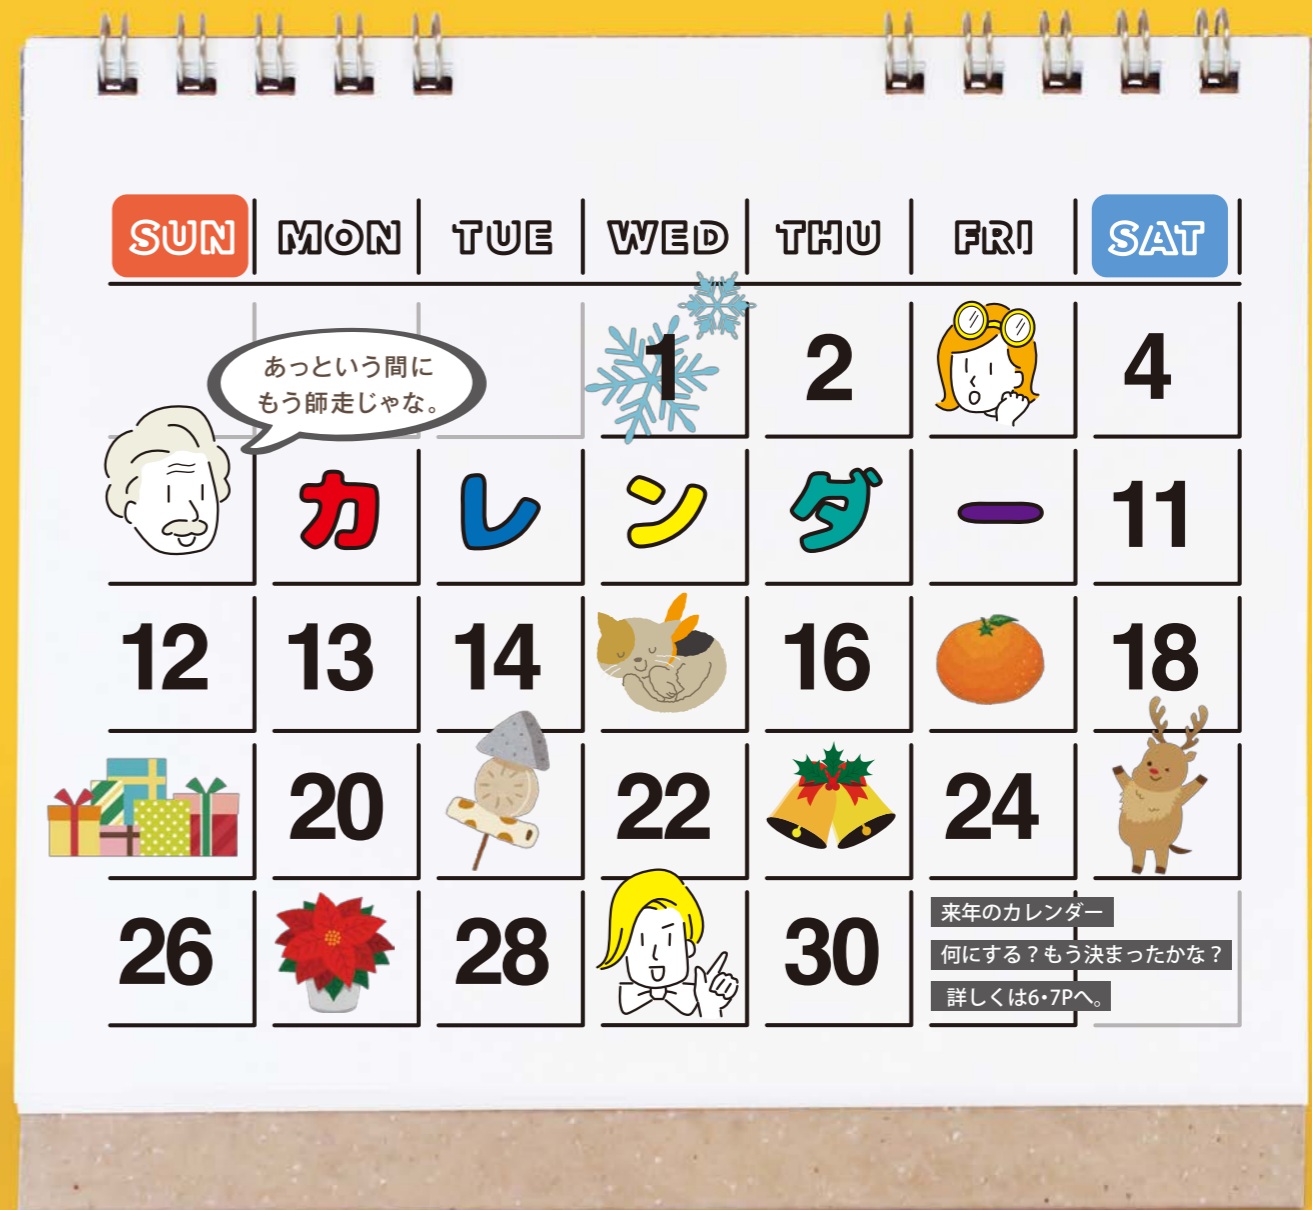 SUN MON TUE WED THU FRI SAT
あっという間に
もう師走じゃな。
1 2 4
カレンダー 11
12 13 14 16 18
20 22 24
26 28 30
来年のカレンダー
何にする？もう決まったかな？
詳しくは6・7Pへ。